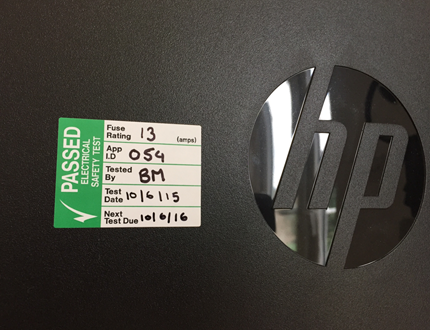 PASSED
ELECTRICAL
SAFETY TEST
Fuse
Rating 13 (amps)
App
I.D 054
Tested
By BM
Test
Date 10/6/15
Next
Test Due 10/6/16
hp